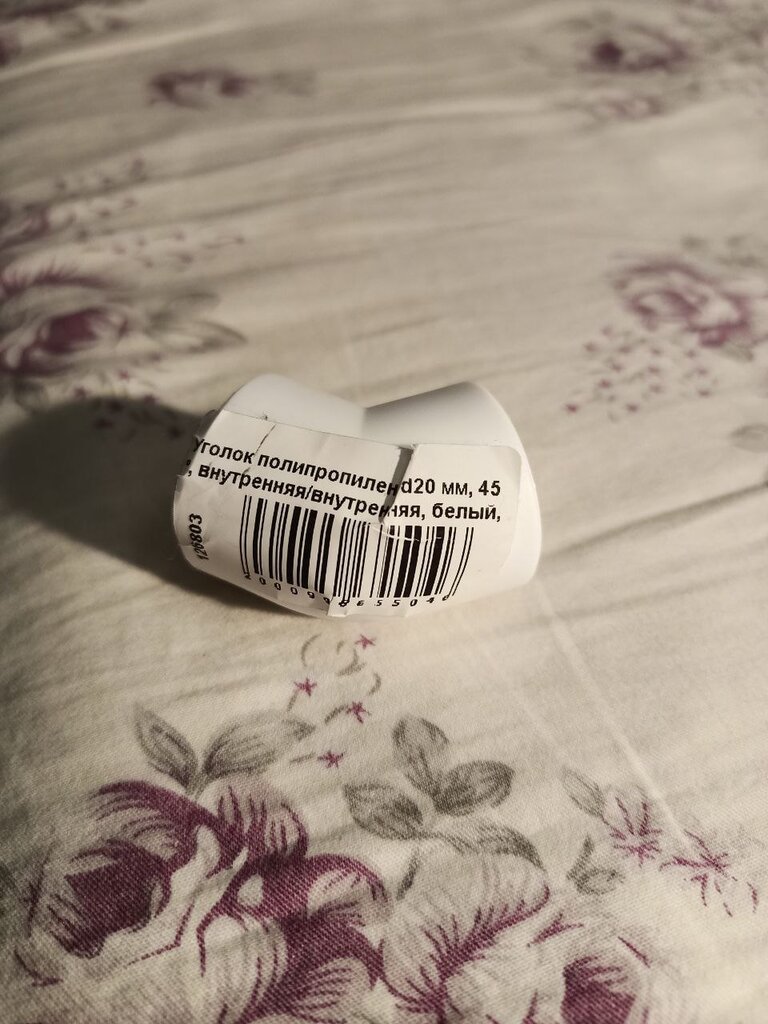 Уголок полипропилен d20 мм, 45
°, внутренняя/внутренняя, белый,
126803